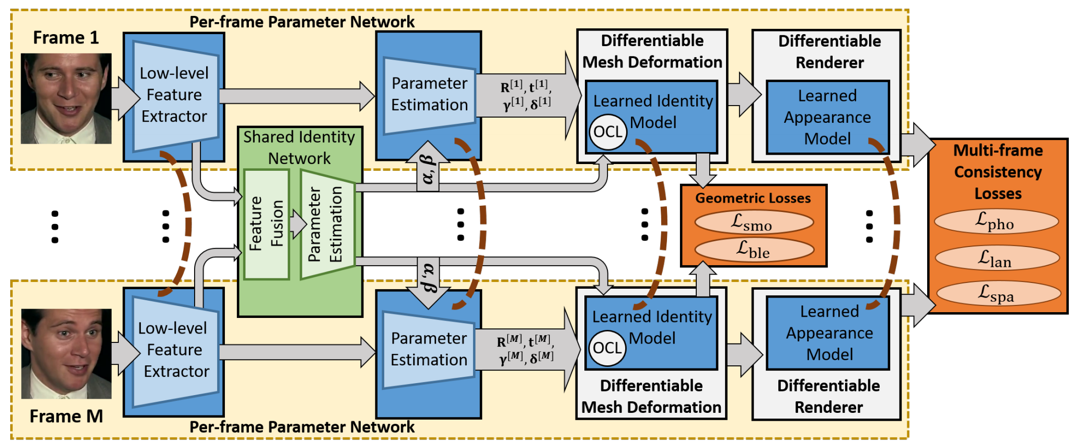 Per-frame Parameter Network
Frame 1
Low-level
Feature
Extractor
Parameter
Estimation
R[1], t[1],
γ[1], δ[1]
Differentiable
Mesh Deformation
Learned Identity
Model
OCL
Differentiable
Renderer
Learned
Appearance
Model
Shared Identity
Network
Feature
Fusion
Parameter
Estimation
α, β
α, β
Geometric Losses
ℒsmo
ℒble
Multi-frame
Consistency
Losses
ℒpho
ℒlan
ℒspa
Low-level
Feature
Extractor
Frame M
Parameter
Estimation
R[M], t[M],
γ[M], δ[M]
Learned Identity
Model
OCL
Differentiable
Mesh Deformation
Learned
Appearance
Model
Differentiable
Renderer
Per-frame Parameter Network